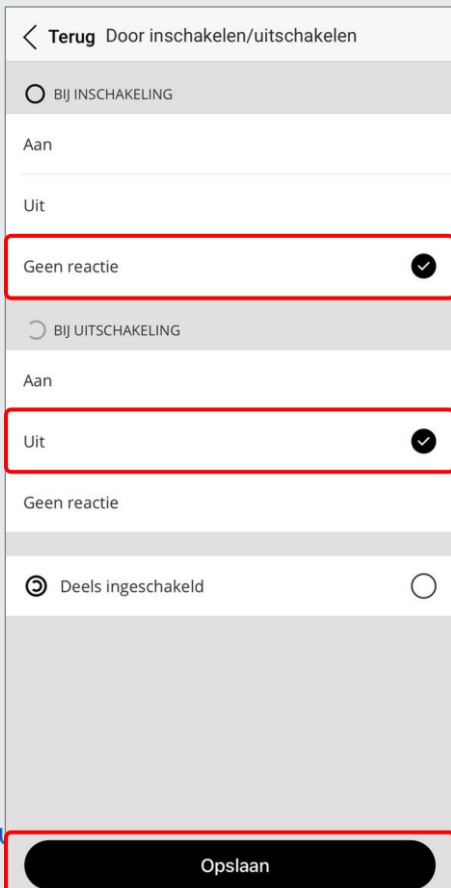 Terug Door inschakelen/uitschakelen
BIJ INSCHAKELING
Aan
Uit
Geen reactie
BIJ UITSCHAKELING
Aan
Uit
Geen reactie
Deels ingeschakeld
Opslaan